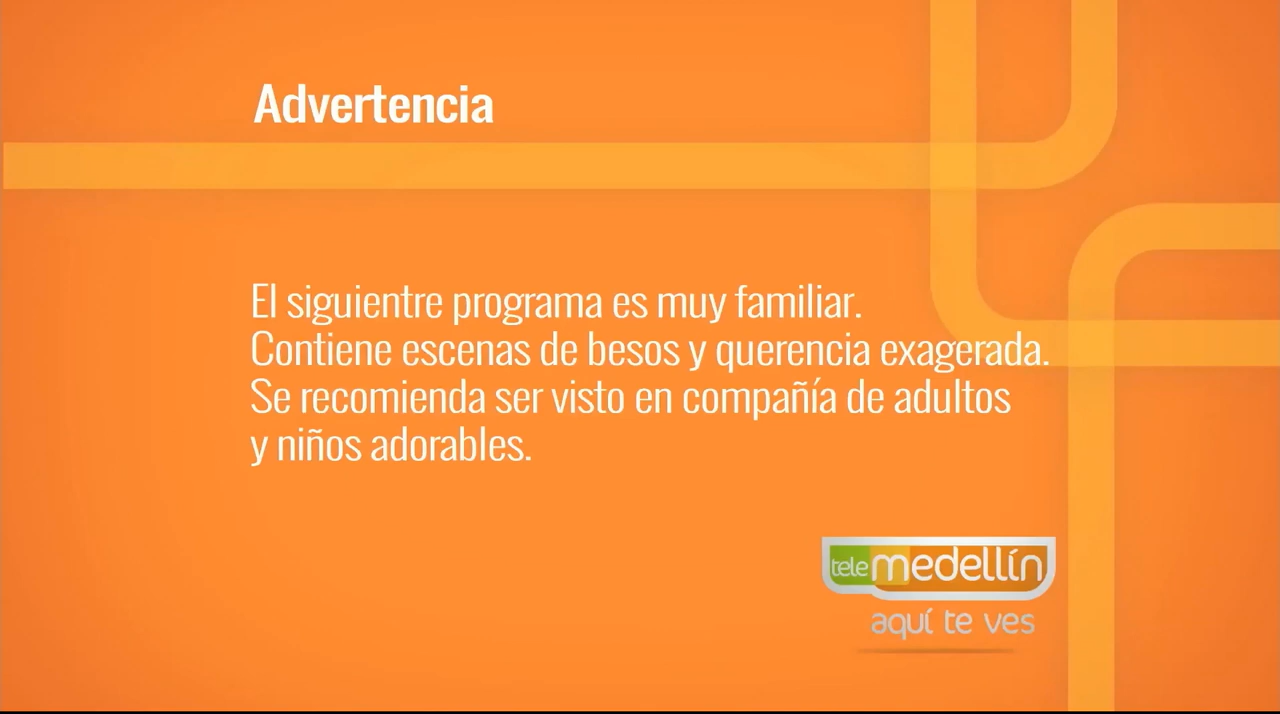 Advertencia
El siguientre programa es muy familiar.
Contiene escenas de besos y querencia exagerada.
Se recomienda ser visto en compañía de adultos
y niños adorables.
tele medellín
aquí te ves